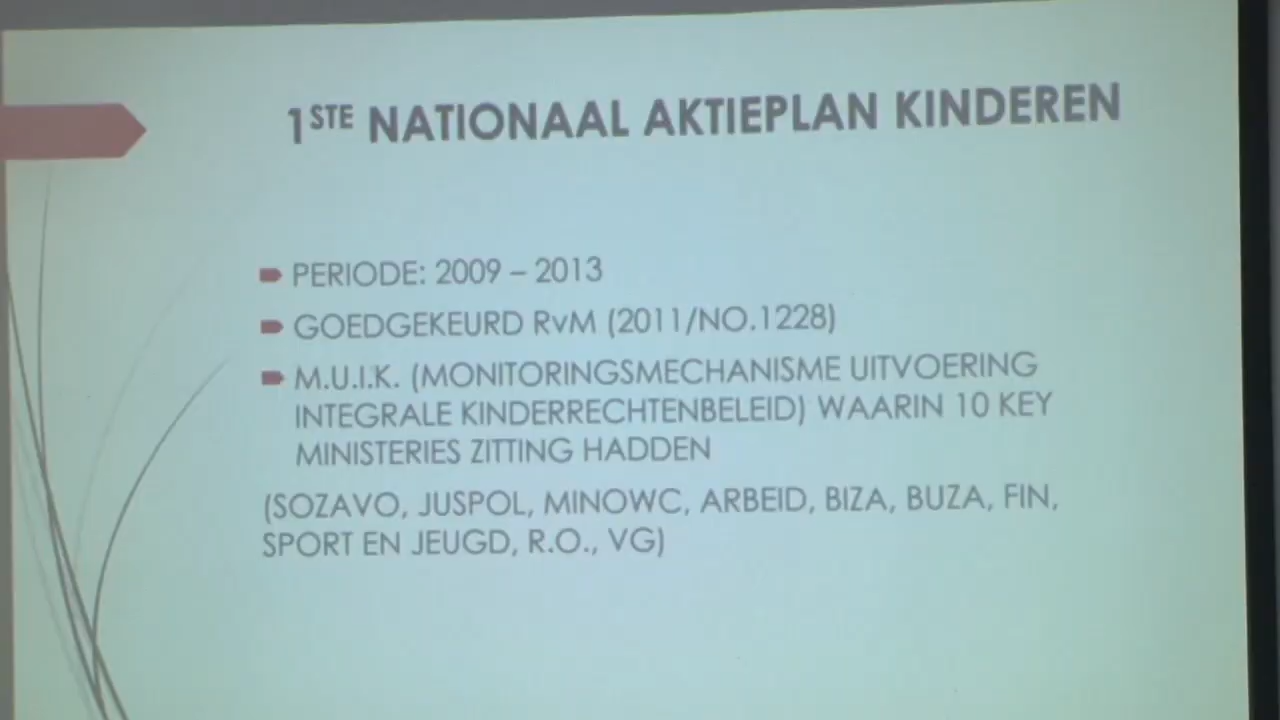 1STE NATIONAAL AKTIEPLAN KINDEREN
PERIODE: 2009 – 2013
GOEDGEKEURD RvM (2011/NO.1228)
M.U.I.K. (MONITORINGSMECHANISME UITVOERING
INTEGRALE KINDERRECHTENBELEID) WAARIN 10 KEY
MINISTERIES ZITTING HADDEN
(SOZAVO, JUSPOL, MINOWC, ARBEID, BIZA, BUZA, FIN,
SPORT EN JEUGD, R.O., VG)